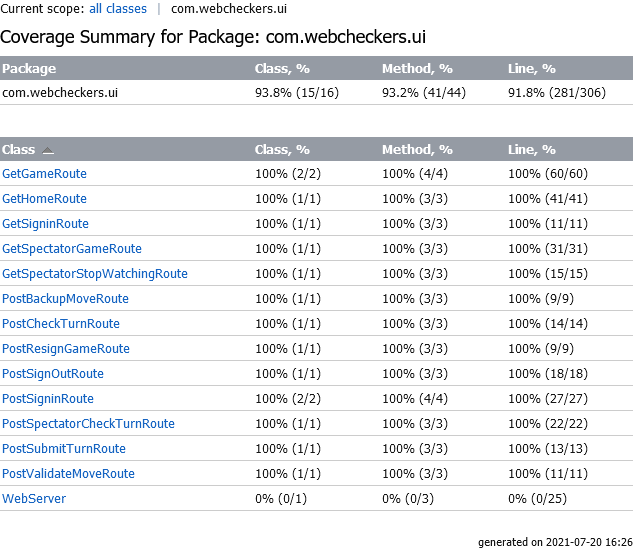 Current scope: all classes | com.webcheckers.ui
Coverage Summary for Package: com.webcheckers.ui
Package Class, % Method, % Line, %
com.webcheckers.ui 93.8% (15/16) 93.2% (41/44) 91.8% (281/306)
Class Class, % Method, % Line, %
GetGameRoute 100% (2/2) 100% (4/4) 100% (60/60)
GetHomeRoute 100% (1/1) 100% (3/3) 100% (41/41)
GetSigninRoute 100% (1/1) 100% (3/3) 100% (11/11)
GetSpectatorGameRoute 100% (1/1) 100% (3/3) 100% (31/31)
GetSpectatorStopWatchingRoute 100% (1/1) 100% (3/3) 100% (15/15)
PostBackupMoveRoute 100% (1/1) 100% (3/3) 100% (9/9)
PostCheckTurnRoute 100% (1/1) 100% (3/3) 100% (14/14)
PostResignGameRoute 100% (1/1) 100% (3/3) 100% (9/9)
PostSignOutRoute 100% (1/1) 100% (3/3) 100% (18/18)
PostSigninRoute 100% (2/2) 100% (4/4) 100% (27/27)
PostSpectatorCheckTurnRoute 100% (1/1) 100% (3/3) 100% (22/22)
PostSubmitTurnRoute 100% (1/1) 100% (3/3) 100% (13/13)
PostValidateMoveRoute 100% (1/1) 100% (3/3) 100% (11/11)
WebServer 0% (0/1) 0% (0/3) 0% (0/25)
generated on 2021-07-20 16:26